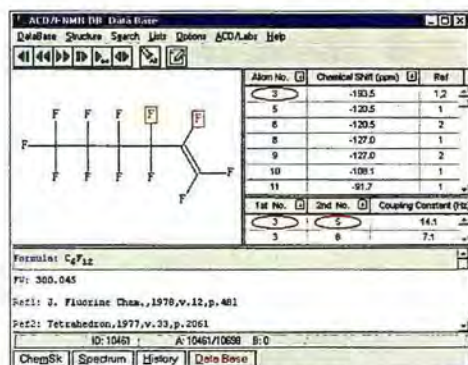 ACD/FNMR DB Data Base
DataBase Structure Search Lists Options ACD/Labs Help
Atom No. Chemical Shift (ppm) Ref
3 -193.5 1,2
5 -120.5 1
6 -120.5 2
8 -127.0 1
9 -127.0 2
10 -108.1 1
11 -91.7 1
1st No. 2nd No. Coupling Constant (Hz
3 5 14.1
3 6 7.1
F F F F F
F
F F F F F
F
Formula: C6F12
FW: 300.045
Ref1: J. Fluorine Chem.,1978,v.12,p.481
Ref2: Tetrahedron,1977,v.33,p.2061
ID: 10461 A: 10461/10698 B: 0
ChemSk Spectrum History Data Base